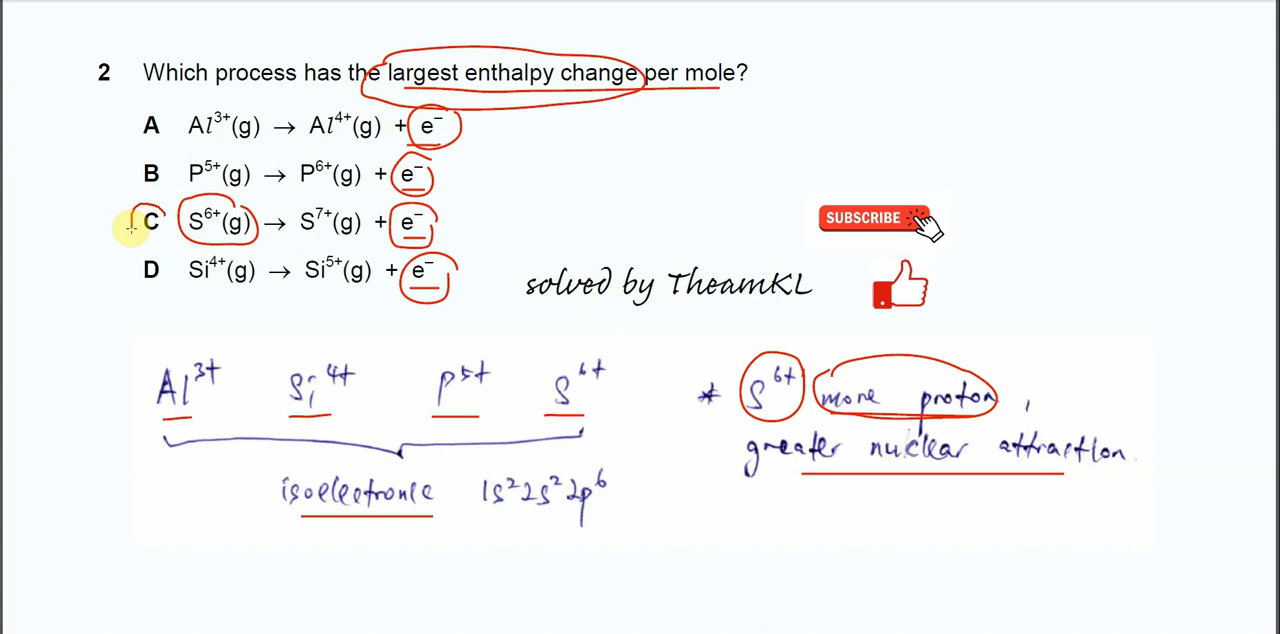 2 Which process has the largest enthalpy change per mole?
A Al³⁺(g) → Al⁴⁺(g) + e⁻
B P⁵⁺(g) → P⁶⁺(g) + e⁻
C S⁶⁺(g) → S⁷⁺(g) + e⁻
SUBSCRIBE
D Si⁴⁺(g) → Si⁵⁺(g) + e⁻
solved by TheamKL
Al³⁺ Si⁴⁺ P⁵⁺ S⁶⁺
* S⁶⁺ more proton,
greater nuclear attraction.
isoelectronic 1s²2s²2p⁶